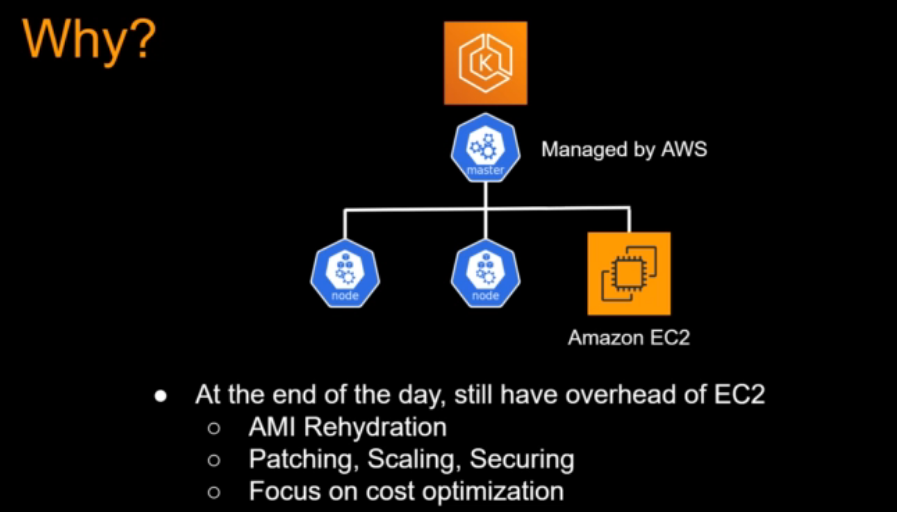 Why?
K
master
Managed by AWS
node
node
Amazon EC2
At the end of the day, still have overhead of EC2
AMI Rehydration
Patching, Scaling, Securing
Focus on cost optimization